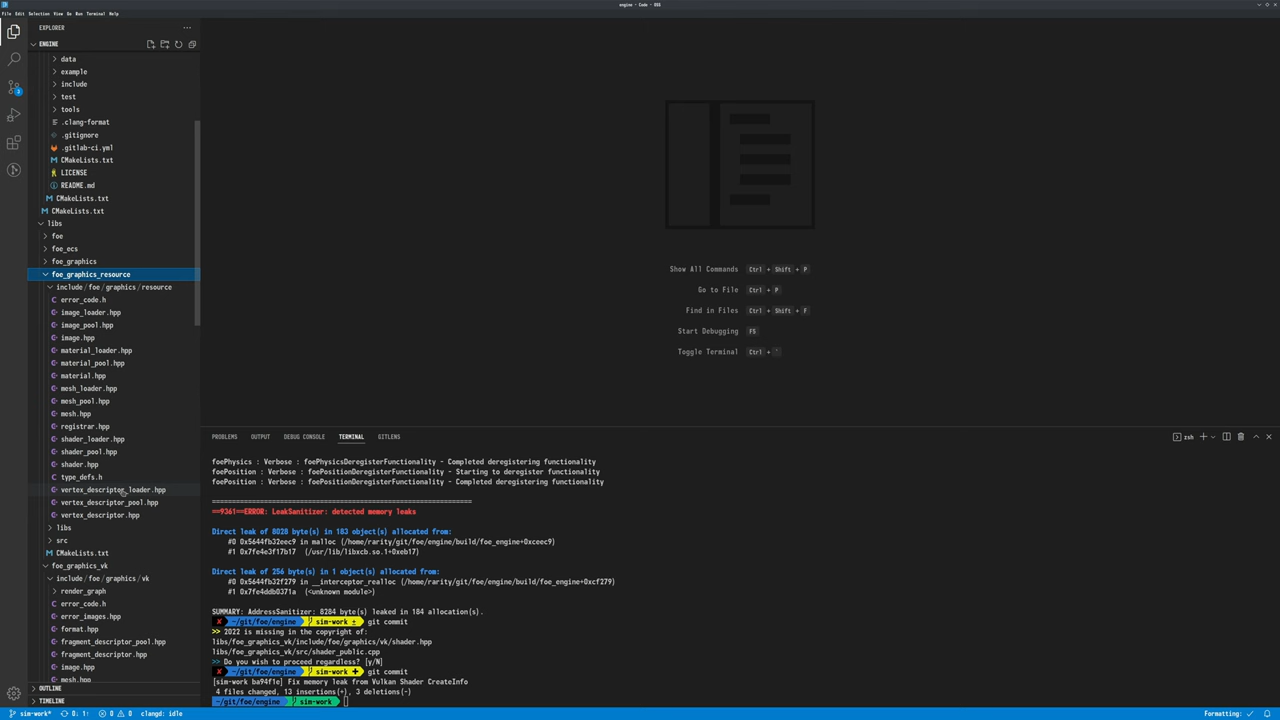 engine - Code - OSS
File Edit Selection View Go Run Terminal Help
EXPLORER
ENGINE
data
example
include
test
tools
.clang-format
.gitignore
.gitlab-ci.yml
CMakeLists.txt
LICENSE
README.md
CMakeLists.txt
CMakeLists.txt
libs
foe
foe_ecs
foe_graphics
foe_graphics_resource
include / foe / graphics / resource
error_code.h
image_loader.hpp
image_pool.hpp
image.hpp
material_loader.hpp
material_pool.hpp
material.hpp
mesh_loader.hpp
mesh_pool.hpp
mesh.hpp
registrar.hpp
shader_loader.hpp
shader_pool.hpp
shader.hpp
type_defs.h
vertex_descriptor_loader.hpp
vertex_descriptor_pool.hpp
vertex_descriptor.hpp
libs
src
CMakeLists.txt
foe_graphics_vk
include / foe / graphics / vk
render_graph
error_code.h
error_images.hpp
format.hpp
fragment_descriptor_pool.hpp
fragment_descriptor.hpp
image.hpp
mesh.hpp
OUTLINE
TIMELINE
Show All Commands Ctrl + Shift + P
Go to File Ctrl + P
Find in Files Ctrl + Shift + F
Start Debugging F5
Toggle Terminal Ctrl + `
PROBLEMS OUTPUT DEBUG CONSOLE TERMINAL GITLENS
zsh
foePhysics : Verbose : foePhysicsDeregisterFunctionality - Completed deregistering functionality
foePosition : Verbose : foePositionDeregisterFunctionality - Starting to deregister functionality
foePosition : Verbose : foePositionDeregisterFunctionality - Completed deregistering functionality
=================================================================
==9361==ERROR: LeakSanitizer: detected memory leaks
Direct leak of 8028 byte(s) in 183 object(s) allocated from:
#0 0x5644fb32eec9 in malloc (/home/rarity/git/foe/engine/build/foe_engine+0xceec9)
#1 0x7fe4e3f17b17 (/usr/lib/libxcb.so.1+0xeb17)
Direct leak of 256 byte(s) in 1 object(s) allocated from:
#0 0x5644fb32f279 in __interceptor_realloc (/home/rarity/git/foe/engine/build/foe_engine+0xcf279)
#1 0x7fe4ddb0371a (<unknown module>)
SUMMARY: AddressSanitizer: 8284 byte(s) leaked in 184 allocation(s).
✘ ~/git/foe/engine sim-work ± git commit
>> 2022 is missing in the copyright of:
libs/foe_graphics_vk/include/foe/graphics/vk/shader.hpp
libs/foe_graphics_vk/src/shader_public.cpp
>> Do you wish to proceed regardless? [y/N]
✘ ~/git/foe/engine sim-work ✚ git commit
[sim-work ba94f1e] Fix memory leak from Vulkan Shader CreateInfo
4 files changed, 13 insertions(+), 3 deletions(-)
~/git/foe/engine sim-work
sim-work* 0↓ 1↑ 0 0 clangd: idle
Formatting: ✓